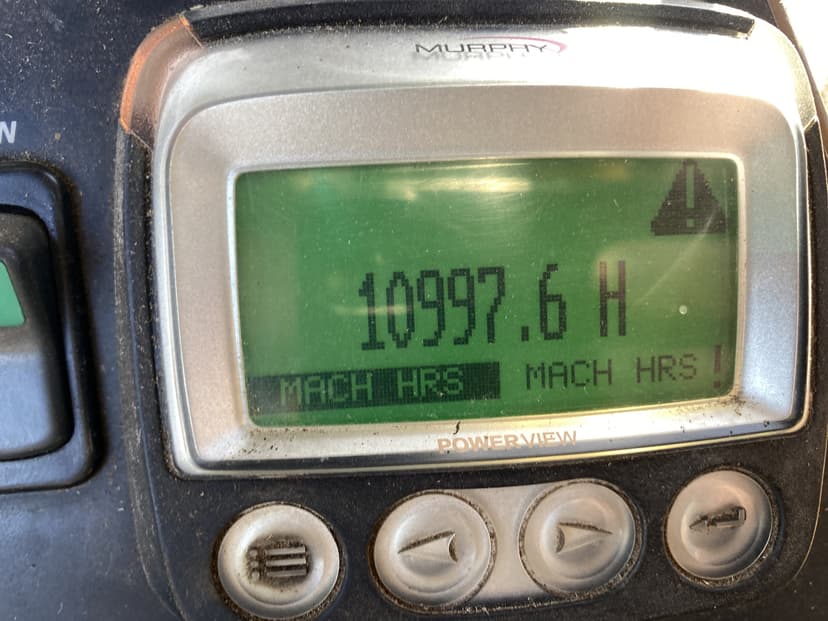 MURPHY
N
10997.6 H
MACH HRS MACH HRS !
POWERVIEW